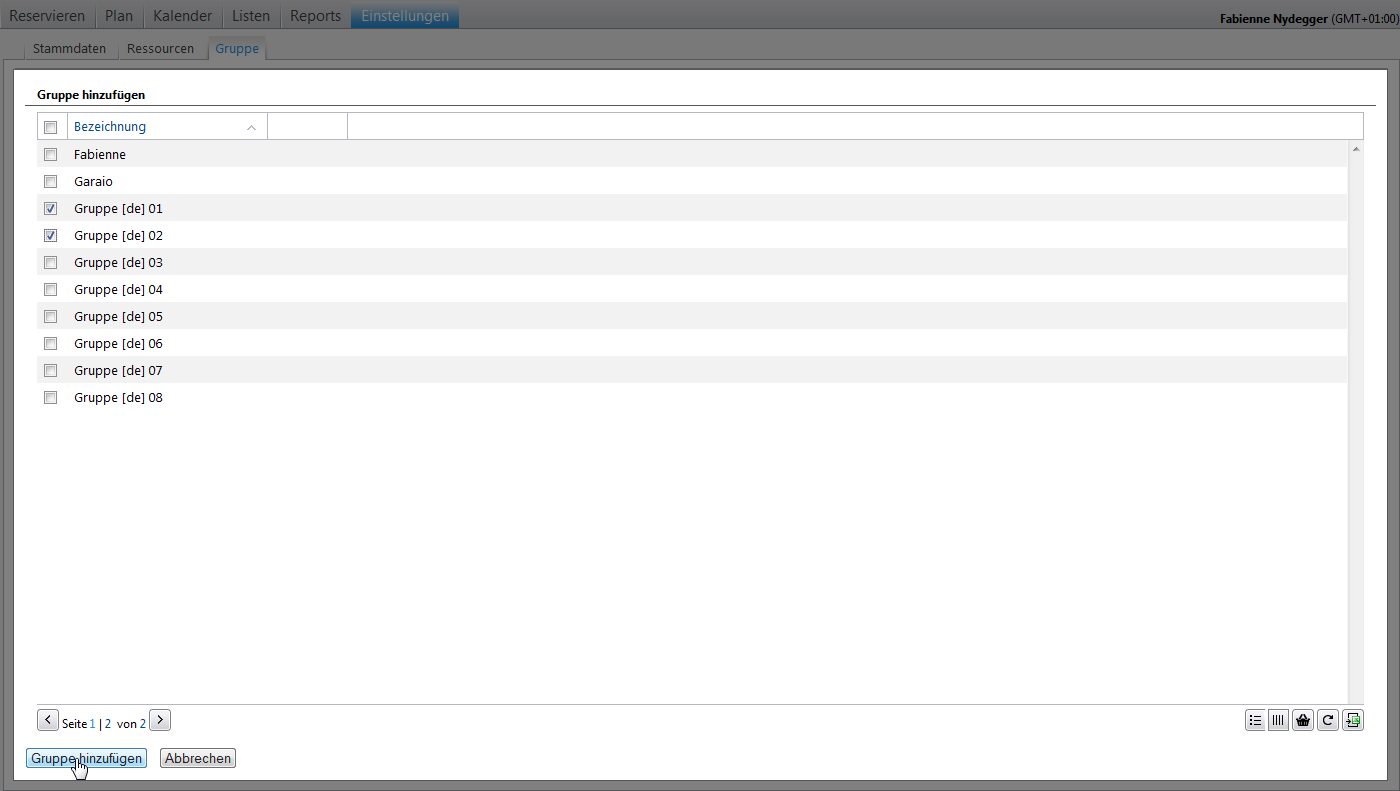 Reservieren Plan Kalender Listen Reports Einstellungen
Fabienne Nydegger (GMT+01:00)
Stammdaten Ressourcen Gruppe
Gruppe hinzufügen
Bezeichnung
Fabienne
Garaio
Gruppe [de] 01
Gruppe [de] 02
Gruppe [de] 03
Gruppe [de] 04
Gruppe [de] 05
Gruppe [de] 06
Gruppe [de] 07
Gruppe [de] 08
Seite 1 | 2 von 2
Gruppe hinzufügen Abbrechen